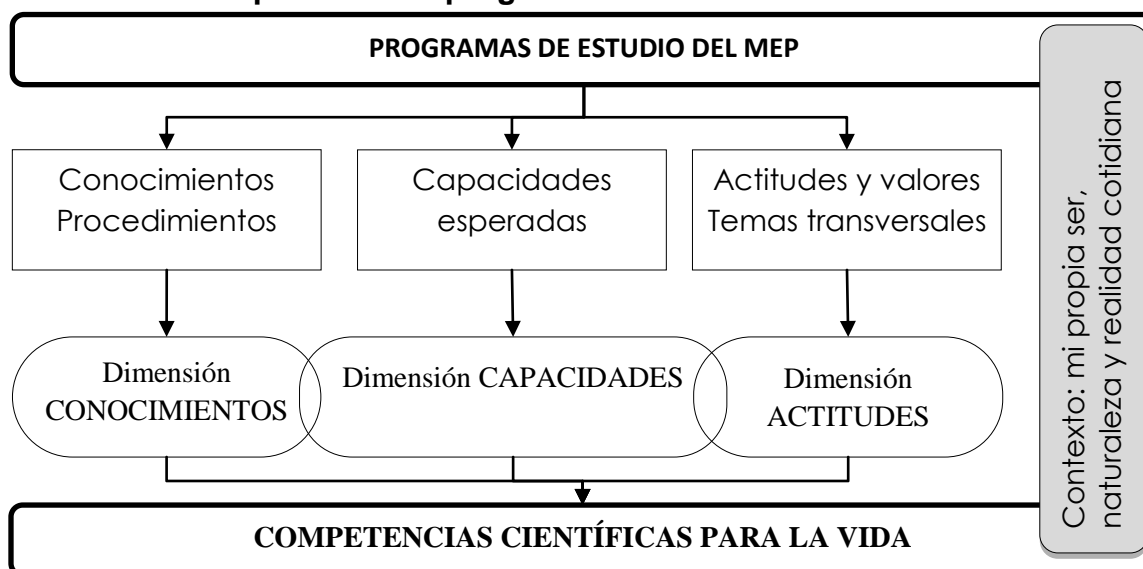 PROGRAMAS DE ESTUDIO DEL MEP
Conocimientos
Procedimientos
Capacidades
esperadas
Actitudes y valores
Temas transversales
Dimensión
CONOCIMIENTOS
Dimensión CAPACIDADES
Dimensión
ACTITUDES
COMPETENCIAS CIENTÍFICAS PARA LA VIDA
Contexto: mi propia ser,
naturaleza y realidad cotidiana